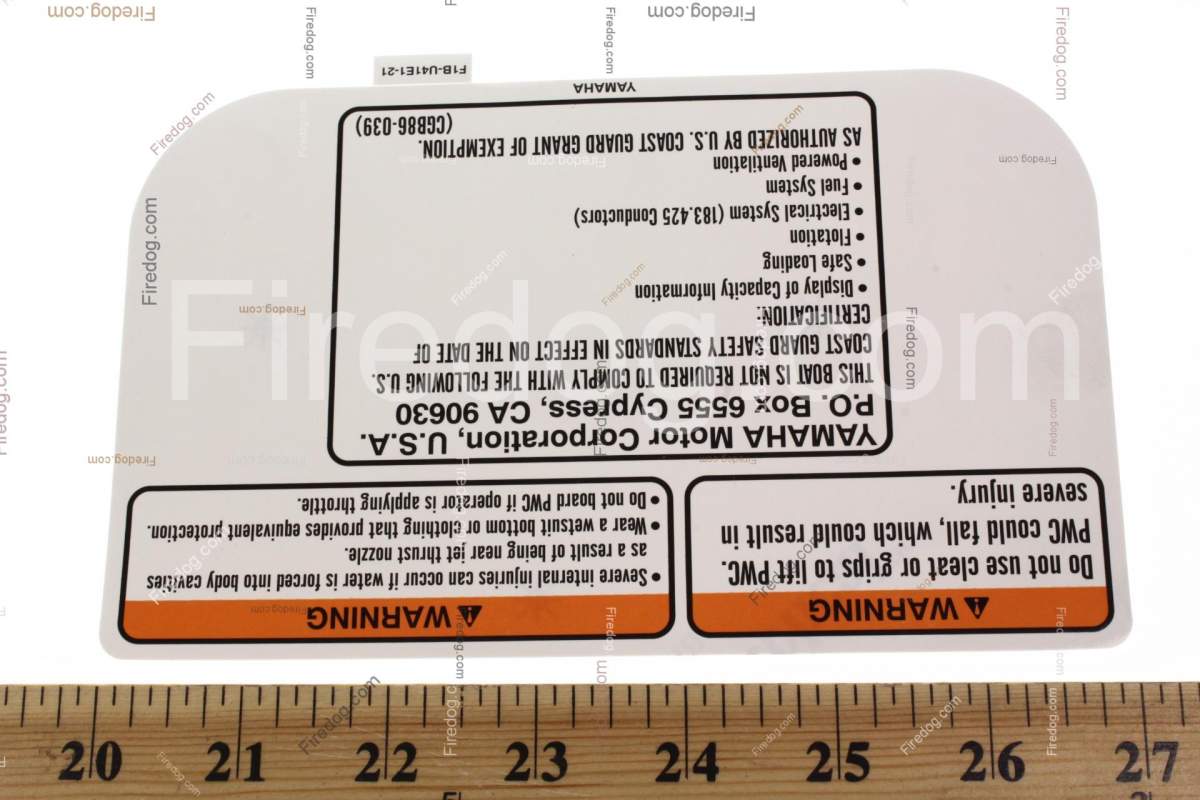 WARNING
Do not use cleat or grips to lift PWC.
PWC could fall, which could result in
severe injury.
WARNING
• Severe internal injuries can occur if water is forced into body cavities
as a result of being near jet thrust nozzle.
• Wear a wetsuit bottom or clothing that provides equivalent protection.
• Do not board PWC if operator is applying throttle.
YAMAHA Motor Corporation, U.S.A.
P.O. Box 6555 Cypress, CA 90630
THIS BOAT IS NOT REQUIRED TO COMPLY WITH THE FOLLOWING U.S.
COAST GUARD SAFETY STANDARDS IN EFFECT ON THE DATE OF
CERTIFICATION:
• Display of Capacity Information
• Safe Loading
• Flotation
• Electrical System (183.425 Conductors)
• Fuel System
• Powered Ventilation
AS AUTHORIZED BY U.S. COAST GUARD GRANT OF EXEMPTION.
(CGB86-039)
YAMAHA
F1B-U41E1-21
Firedog.com
20 21 22 23 24 25 26 27